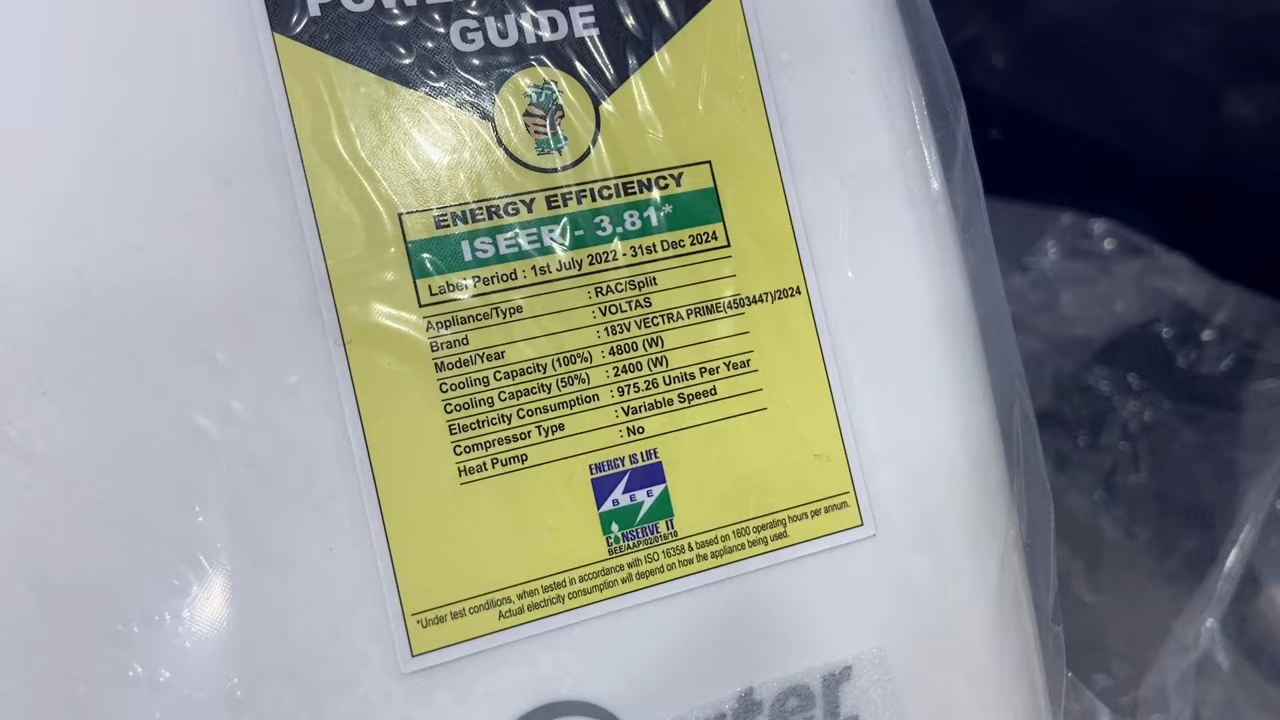 GUIDE
ENERGY EFFICIENCY
ISEER - 3.81*
Label Period : 1st July 2022 - 31st Dec 2024
Appliance/Type : RAC/Split
Brand : VOLTAS
Model/Year : 183V VECTRA PRIME(4503447)/2024
Cooling Capacity (100%) : 4800 (W)
Cooling Capacity (50%) : 2400 (W)
Electricity Consumption : 975.26 Units Per Year
Compressor Type : Variable Speed
Heat Pump : No
ENERGY IS LIFE
BEE
CONSERVE IT
BEE/AAP/02/016/10
*Under test conditions, when tested in accordance with ISO 16358 & based on 1600 operating hours per annum.
Actual electricity consumption will depend on how the appliance being used.